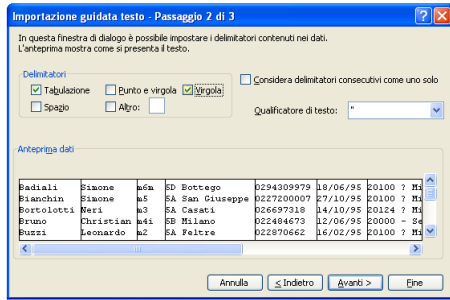 Importazione guidata testo - Passaggio 2 di 3
In questa finestra di dialogo è possibile impostare i delimitatori contenuti nei dati.
L'anteprima mostra come si presenta il testo.
Delimitatori
Tabulazione Punto e virgola Virgola
Spazio Altro:
Considera delimitatori consecutivi come uno solo
Qualificatore di testo: "
Anteprima dati
Badiali Simone m6m 5D Bottego 0294309979 18/06/95 20100 ? Mi
Bianchin Simone m5 5A San Giuseppe 0227200007 27/10/95 20100 ? Mi
Bortolotti Neri m3 5A Casati 026697318 14/10/95 20124 ? Mi
Bruno Christian m4i 5B Milano 022484673 12/06/95 20000 - Se
Buzzi Leonardo m2 5A Feltre 022870662 16/02/95 20100 ? Mi
Annulla < Indietro Avanti > Fine